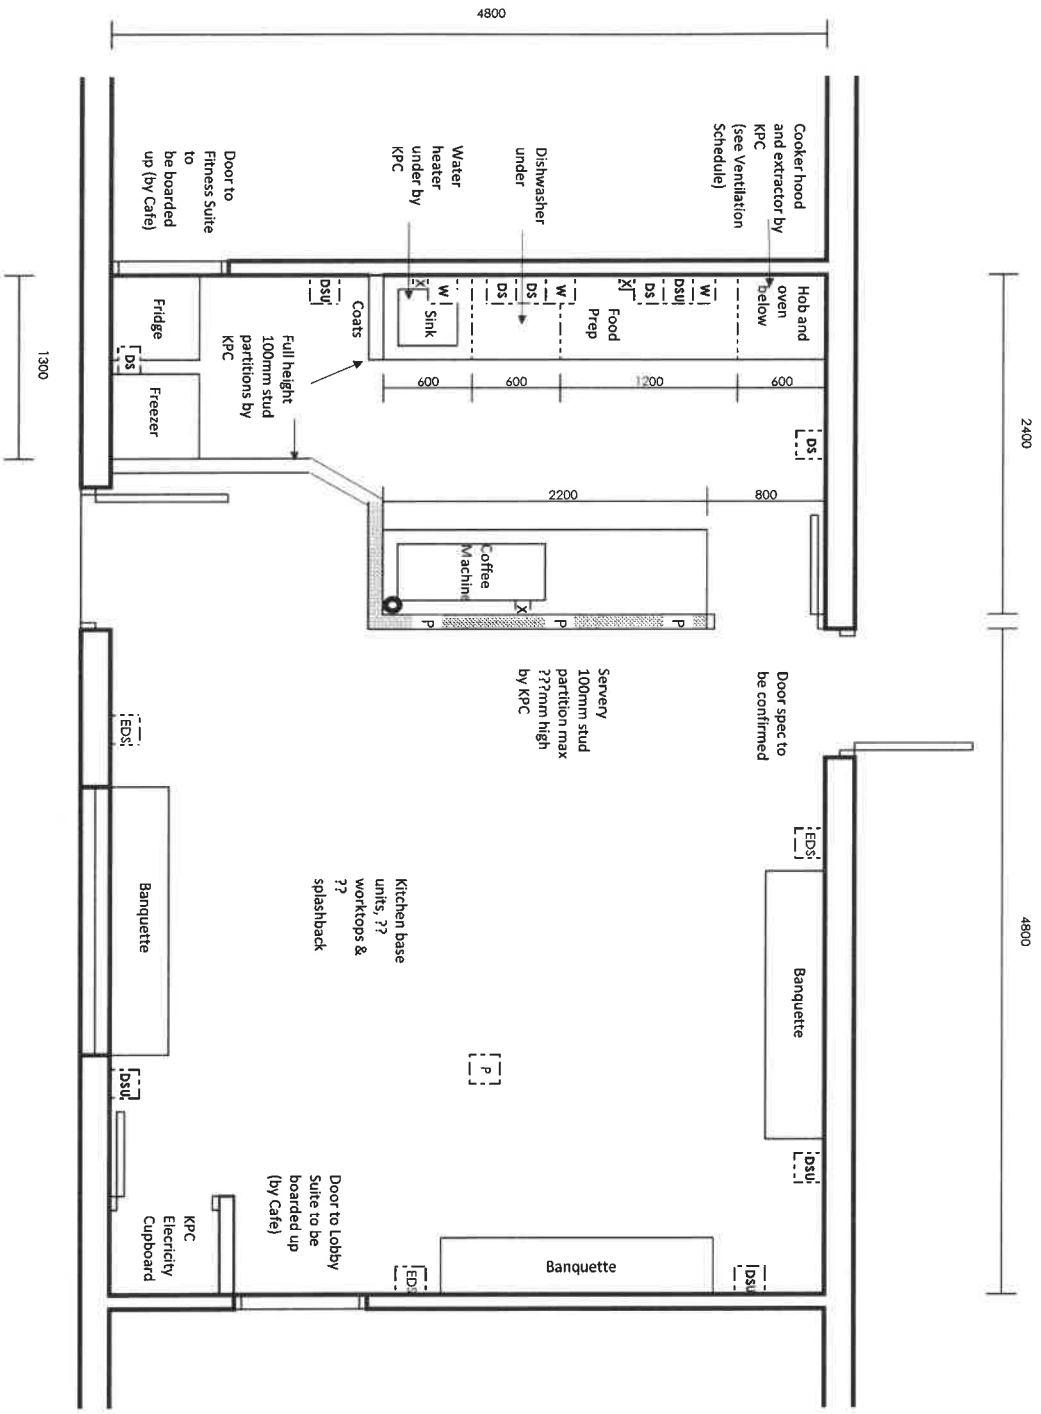 4800
Cooker hood
and extractor by
KPC
(see Ventilation
Schedule)
Dishwasher
under
Water
heater
under by
KPC
Door to
Fitness Suite
to
be boarded
up (by Cafe)
Hob and
oven
below
W
DSU
DS
X
Food
Prep
W
DS
DS
W
X
Sink
Coats
DSU
Fridge
DS
Freezer
Full height
100mm stud
partitions by
KPC
600
600
1200
600
1300
2400
DS
2200
800
Coffee
Machine
X
P
P
P
Servery
100mm stud
partition max
???mm high
by KPC
Door spec to
be confirmed
EDS
EDS
Banquette
Banquette
Kitchen base
units, ??
worktops &
??
splashback
4800
P
DSU
DSU
Door to Lobby
Suite to be
boarded up
(by Cafe)
KPC
Elecricity
Cupboard
EDS
Banquette
DSU